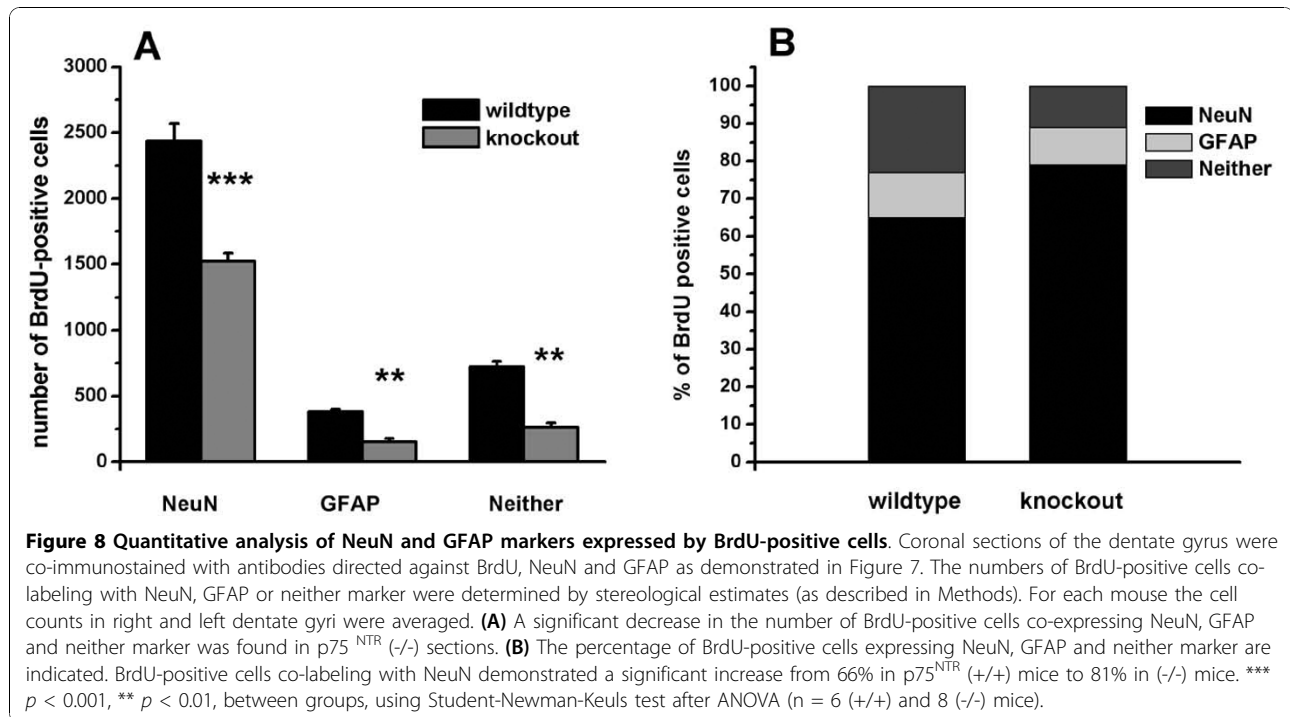 A
3000
2500
2000
1500
1000
500
0
number of BrdU-positive cells
wildtype
knockout
***
**
**
NeuN
GFAP
Neither
B
100
90
80
70
60
50
40
30
20
10
0
% of BrdU positive cells
NeuN
GFAP
Neither
wildtype
knockout
Figure 8 Quantitative analysis of NeuN and GFAP markers expressed by BrdU-positive cells. Coronal sections of the dentate gyrus were
co-immunostained with antibodies directed against BrdU, NeuN and GFAP as demonstrated in Figure 7. The numbers of BrdU-positive cells co-
labeling with NeuN, GFAP or neither marker were determined by stereological estimates (as described in Methods). For each mouse the cell
counts in right and left dentate gyri were averaged. (A) A significant decrease in the number of BrdU-positive cells co-expressing NeuN, GFAP
and neither marker was found in p75 NTR (-/-) sections. (B) The percentage of BrdU-positive cells expressing NeuN, GFAP and neither marker are
indicated. BrdU-positive cells co-labeling with NeuN demonstrated a significant increase from 66% in p75NTR (+/+) mice to 81% in (-/-) mice. ***
p < 0.001, ** p < 0.01, between groups, using Student-Newman-Keuls test after ANOVA (n = 6 (+/+) and 8 (-/-) mice).